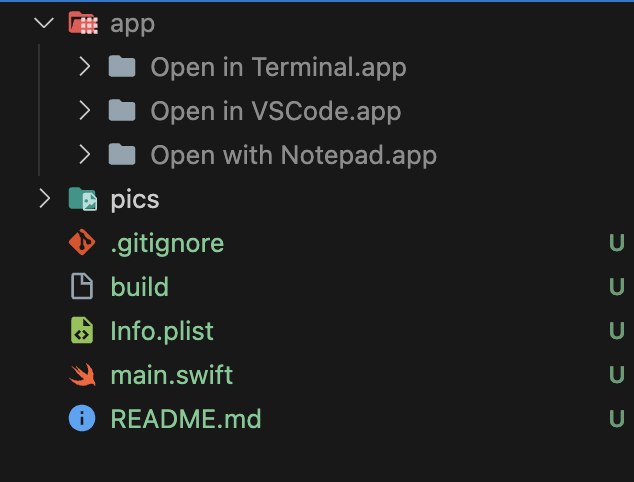 app
Open in Terminal.app
Open in VSCode.app
Open with Notepad.app
pics
.gitignore U
build U
Info.plist U
main.swift U
README.md U